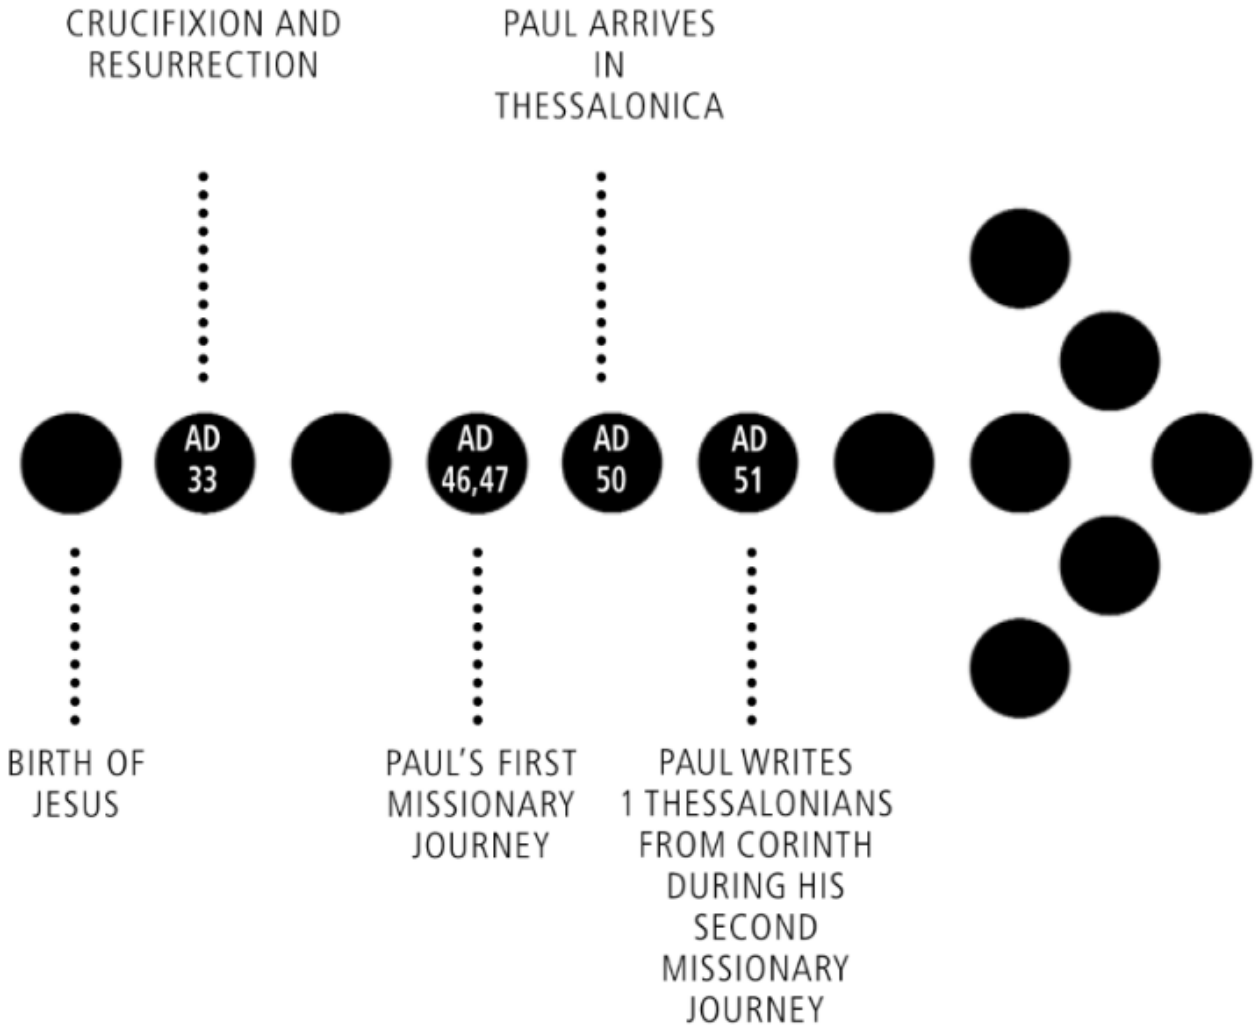 CRUCIFIXION AND
RESURRECTION
PAUL ARRIVES
IN
THESSALONICA
AD
33
AD
46,47
AD
50
AD
51
BIRTH OF
JESUS
PAUL'S FIRST
MISSIONARY
JOURNEY
PAUL WRITES
1 THESSALONIANS
FROM CORINTH
DURING HIS
SECOND
MISSIONARY
JOURNEY